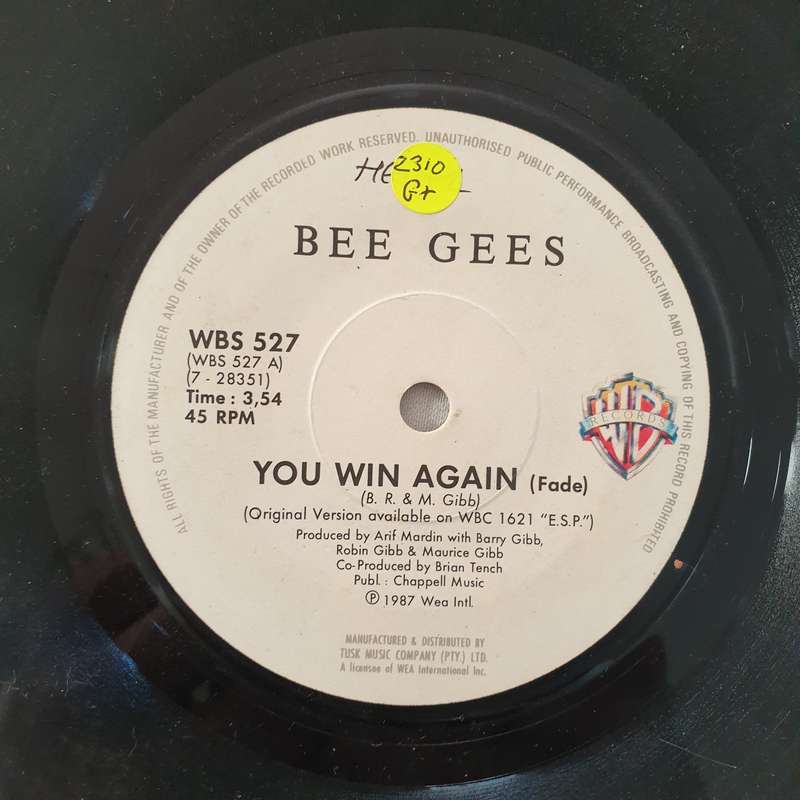 ALL RIGHTS OF THE MANUFACTURER AND OF THE OWNER OF THE RECORDED WORK RESERVED. UNAUTHORISED PUBLIC PERFORMANCE BROADCASTING AND COPYING OF THIS RECORD PROHIBITED
2310
G+
BEE GEES
WBS 527
(WBS 527 A)
(7 - 28351)
Time : 3,54
45 RPM
WB
RECORDS
YOU WIN AGAIN (Fade)
(B. R. & M. Gibb)
(Original Version available on WBC 1621 "E.S.P.")
Produced by Arif Mardin with Barry Gibb,
Robin Gibb & Maurice Gibb
Co-Produced by Brian Tench
Publ. : Chappell Music
℗ 1987 Wea Intl.
MANUFACTURED & DISTRIBUTED BY
TUSK MUSIC COMPANY (PTY.) LTD.
A licensee of WEA International Inc.